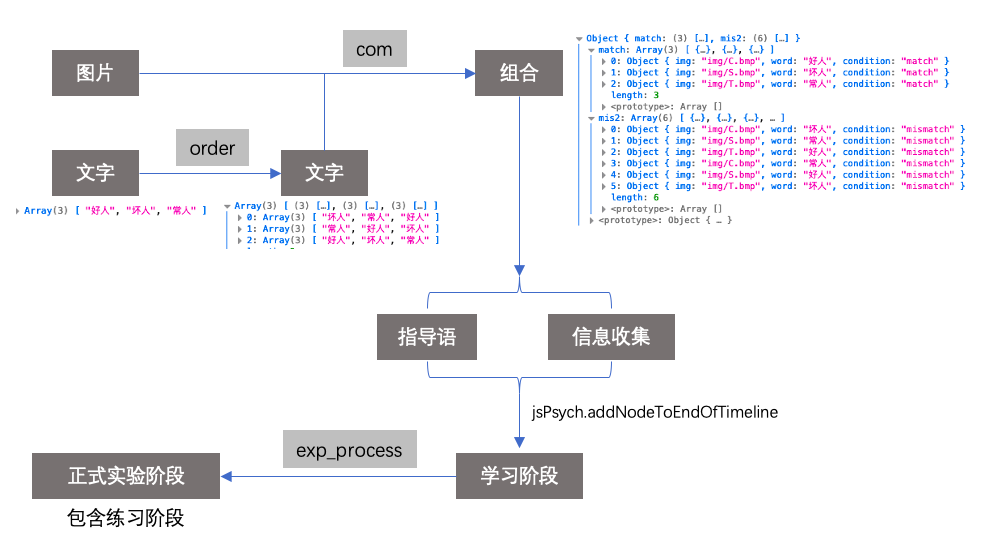 com
图片
组合
order
文字
文字
Array(3) [ "好人", "坏人", "常人" ]
Array(3) [ (3) […], (3) […], (3) […] ]
0: Array(3) [ "坏人", "常人", "好人" ]
1: Array(3) [ "常人", "好人", "坏人" ]
2: Array(3) [ "好人", "坏人", "常人" ]
Object { match: (3) […], mis2: (6) […] }
match: Array(3) [ {…}, {…}, {…} ]
0: Object { img: "img/C.bmp", word: "好人", condition: "match" }
1: Object { img: "img/S.bmp", word: "坏人", condition: "match" }
2: Object { img: "img/T.bmp", word: "常人", condition: "match" }
length: 3
<prototype>: Array []
mis2: Array(6) [ {…}, {…}, {…}, … ]
0: Object { img: "img/C.bmp", word: "坏人", condition: "mismatch" }
1: Object { img: "img/S.bmp", word: "常人", condition: "mismatch" }
2: Object { img: "img/T.bmp", word: "好人", condition: "mismatch" }
3: Object { img: "img/C.bmp", word: "常人", condition: "mismatch" }
4: Object { img: "img/S.bmp", word: "好人", condition: "mismatch" }
5: Object { img: "img/T.bmp", word: "坏人", condition: "mismatch" }
length: 6
<prototype>: Array []
<prototype>: Object { … }
指导语
信息收集
jsPsych.addNodeToEndOfTimeline
exp_process
正式实验阶段
学习阶段
包含练习阶段